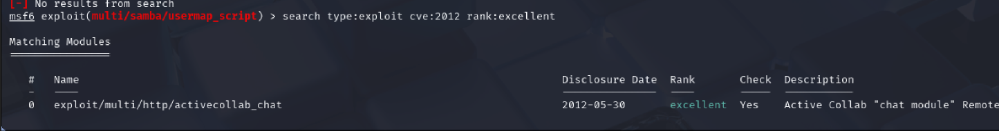 [-] No results from search
msf6 exploit(multi/samba/usermap_script) > search type:exploit cve:2012 rank:excellent
Matching Modules
================
# Name Disclosure Date Rank Check Description
- ---- --------------- ---- ----- -----------
0 exploit/multi/http/activecollab_chat 2012-05-30 excellent Yes Active Collab "chat module" Remote